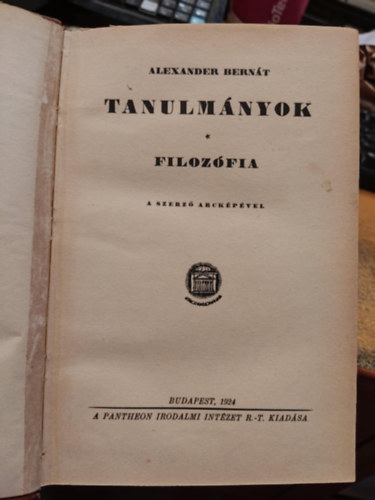 ALEXANDER BERNÁT
TANULMÁNYOK
*
FILOZÓFIA
A SZERZŐ ARCKÉPÉVEL
BUDAPEST, 1924
A PANTHEON IRODALMI INTÉZET R.-T. KIADÁSA